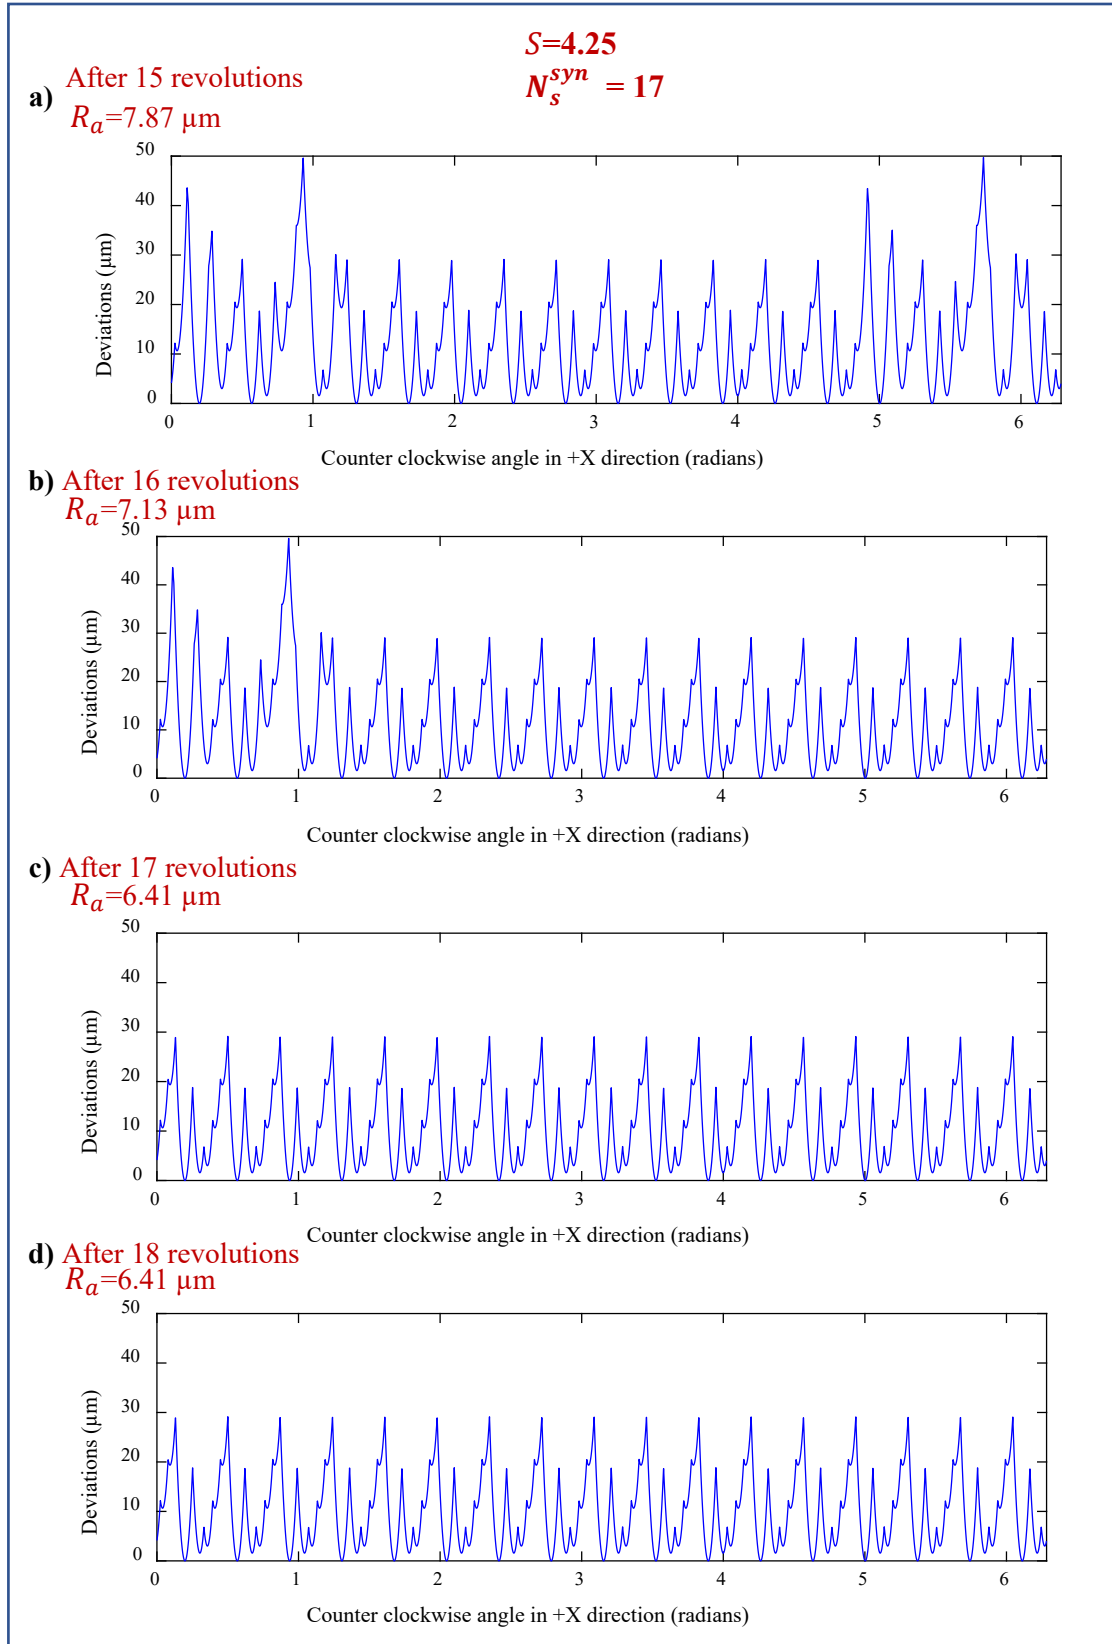 S=4.25
N_s^syn = 17
a) After 15 revolutions
R_a=7.87 µm
50
40
30
20
10
0
Deviations (µm)
0 1 2 3 4 5 6
Counter clockwise angle in +X direction (radians)
b) After 16 revolutions
R_a=7.13 µm
50
40
30
20
10
0
Deviations (µm)
0 1 2 3 4 5 6
Counter clockwise angle in +X direction (radians)
c) After 17 revolutions
R_a=6.41 µm
50
40
30
20
10
0
Deviations (µm)
0 1 2 3 4 5 6
Counter clockwise angle in +X direction (radians)
d) After 18 revolutions
R_a=6.41 µm
50
40
30
20
10
0
Deviations (µm)
0 1 2 3 4 5 6
Counter clockwise angle in +X direction (radians)